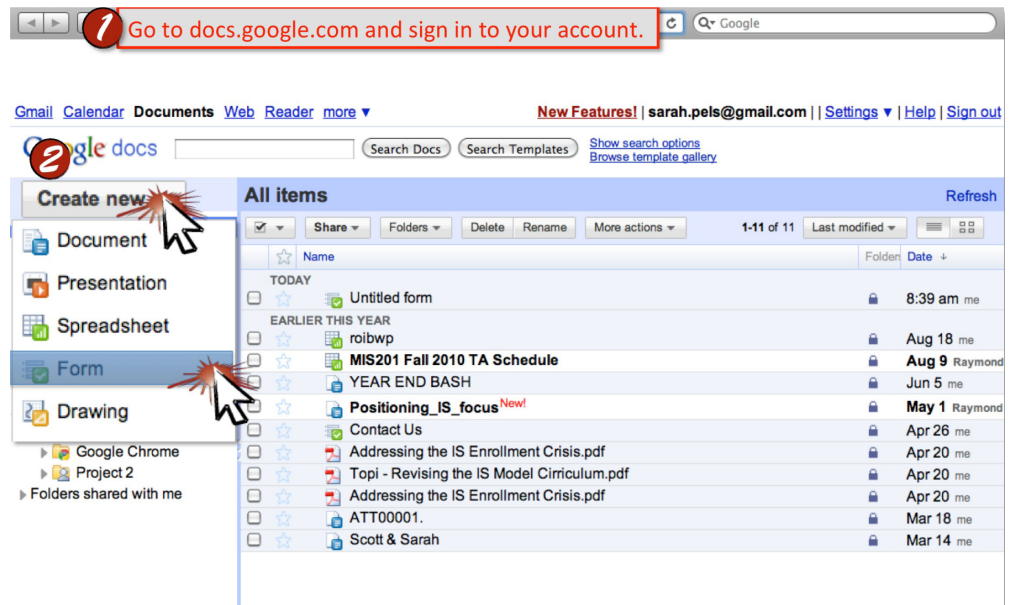 1 Go to docs.google.com and sign in to your account.
Google
Gmail Calendar Documents Web Reader more ▼ New Features! | sarah.pels@gmail.com | | Settings ▼ | Help | Sign out
2
Google docs Search Docs Search Templates Show search options
Browse template gallery
Create new All items Refresh
Share Folders Delete Rename More actions 1-11 of 11 Last modified
Document
Presentation
Spreadsheet
Form
Drawing
Google Chrome
Project 2
Folders shared with me
Name Folder Date ↓
TODAY
Untitled form 8:39 am me
EARLIER THIS YEAR
roibwp Aug 18 me
MIS201 Fall 2010 TA Schedule Aug 9 Raymond
YEAR END BASH Jun 5 me
Positioning_IS_focus New! May 1 Raymond
Contact Us Apr 26 me
Addressing the IS Enrollment Crisis.pdf Apr 20 me
Topi - Revising the IS Model Cirriculum.pdf Apr 20 me
Addressing the IS Enrollment Crisis.pdf Apr 20 me
ATT00001. Mar 18 me
Scott & Sarah Mar 14 me